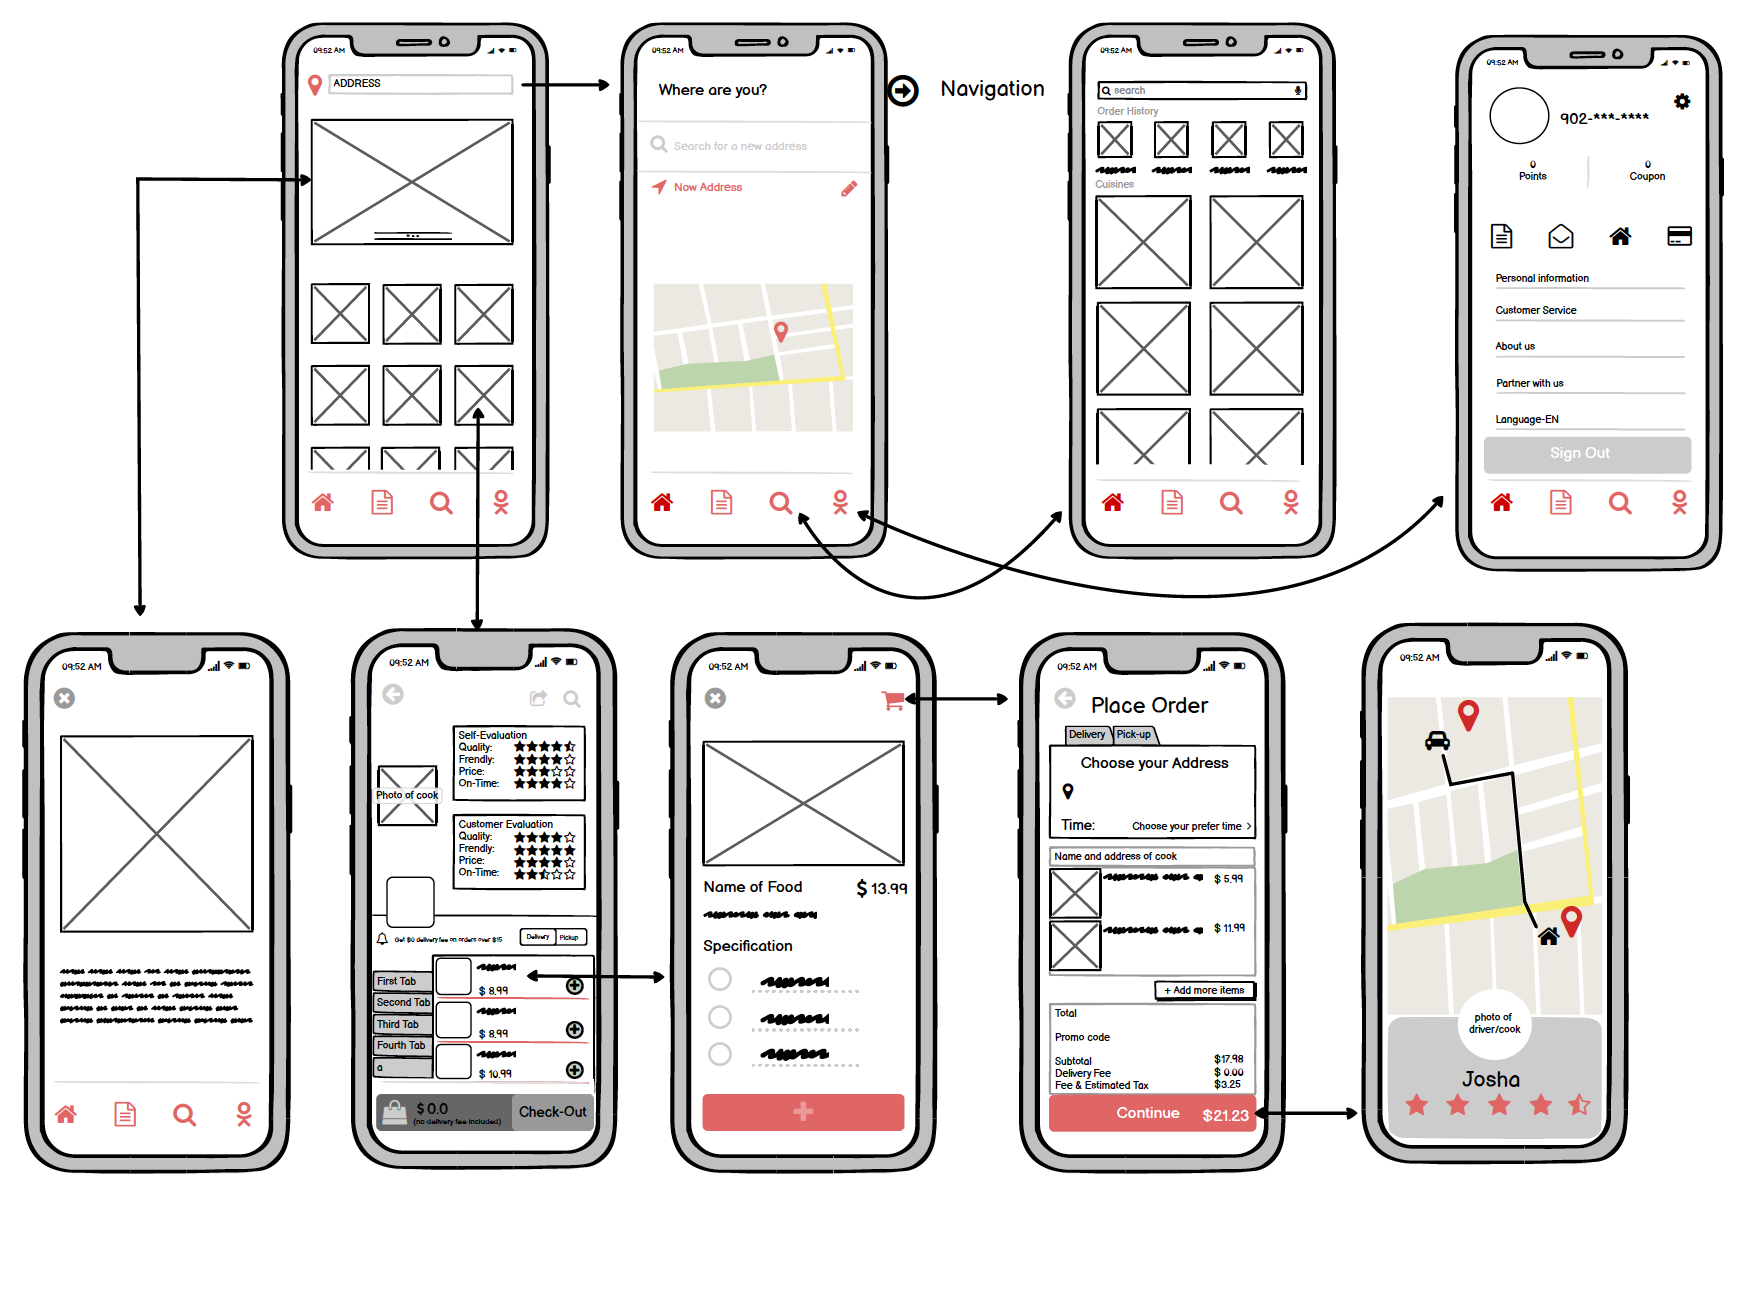 09:52 AM
ADDRESS
09:52 AM
Where are you?
Search for a new address
Now Address
Navigation
09:52 AM
search
Order History
Cuisines
09:52 AM
902-***-****
0
Points
0
Coupon
Personal information
Customer Service
About us
Partner with us
Language-EN
Sign Out
09:52 AM
09:52 AM
Self-Evaluation
Quality:
Frendly:
Price:
On-Time:
Photo of cook
Customer Evaluation
Quality:
Frendly:
Price:
On-Time:
Get $0 delivery fee on orders over $15
Delivery Pickup
First Tab
Second Tab
Third Tab
Fourth Tab
a
$ 8.99
$ 8.99
$ 10.99
$ 0.0
(no delivery fee included)
Check-Out
09:52 AM
Name of Food $ 13.99
Specification
09:52 AM
Place Order
Delivery Pick-up
Choose your Address
Time: Choose your prefer time >
Name and address of cook
$ 5.99
$ 11.99
+ Add more items
Total
Promo code
Subtotal $17.98
Delivery Fee $ 0.00
Fee & Estimated Tax $3.25
Continue $21.23
09:52 AM
photo of
driver/cook
Josha